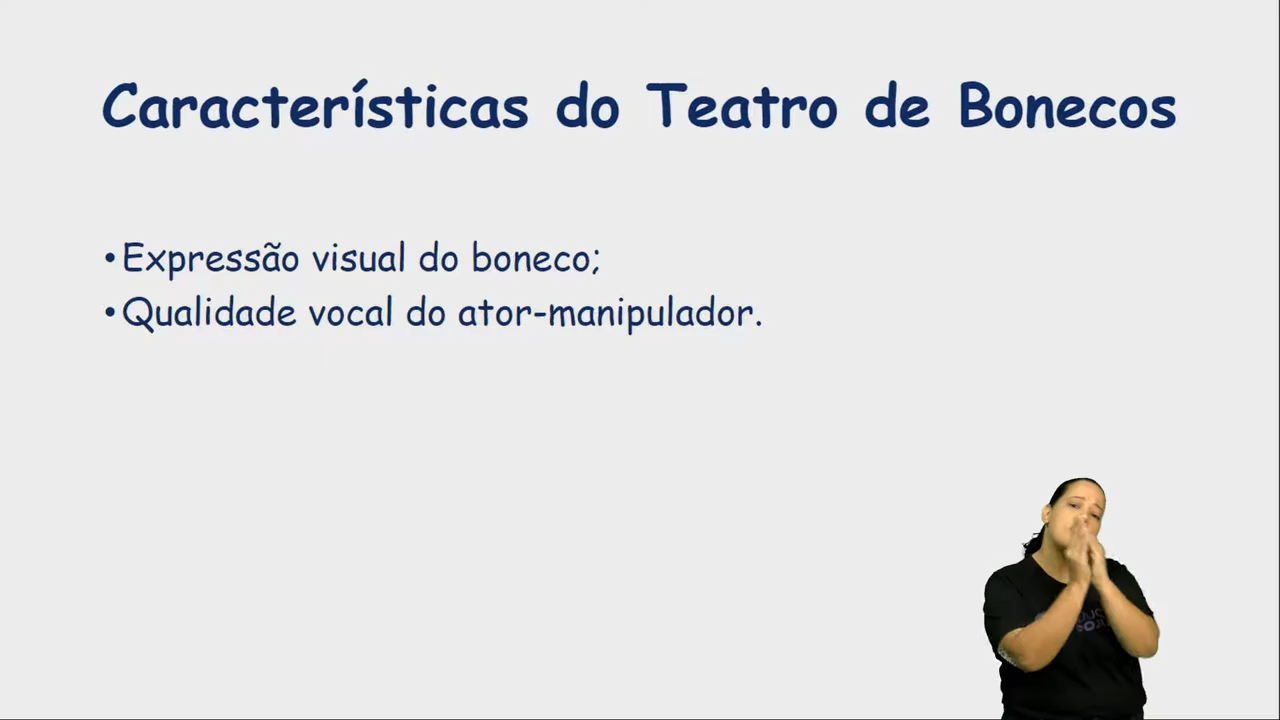 Características do Teatro de Bonecos
•Expressão visual do boneco;
•Qualidade vocal do ator-manipulador.